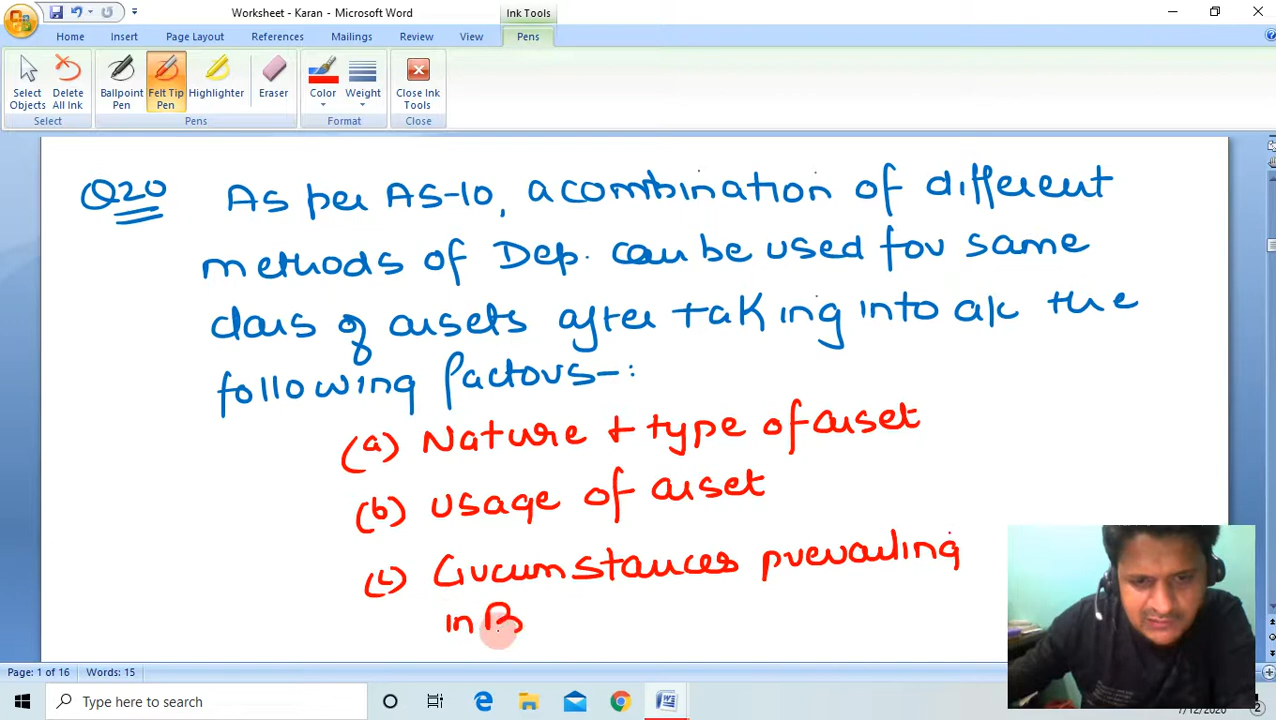 Worksheet - Karan - Microsoft Word
Ink Tools
Home Insert Page Layout References Mailings Review View Pens
Select Objects
Delete All Ink
Ballpoint Pen
Felt Tip Pen
Highlighter
Eraser
Color
Weight
Close Ink Tools
Select Pens Format Close
Q20 As per AS-10, a combination of different
methods of Dep. can be used for same
class of assets after taking into a/c the
following factors-:
(a) Nature + type of asset
(b) usage of asset
(c) Circumstances prevailing
in B
Page: 1 of 16 Words: 15
Type here to search
7/12/2020
2